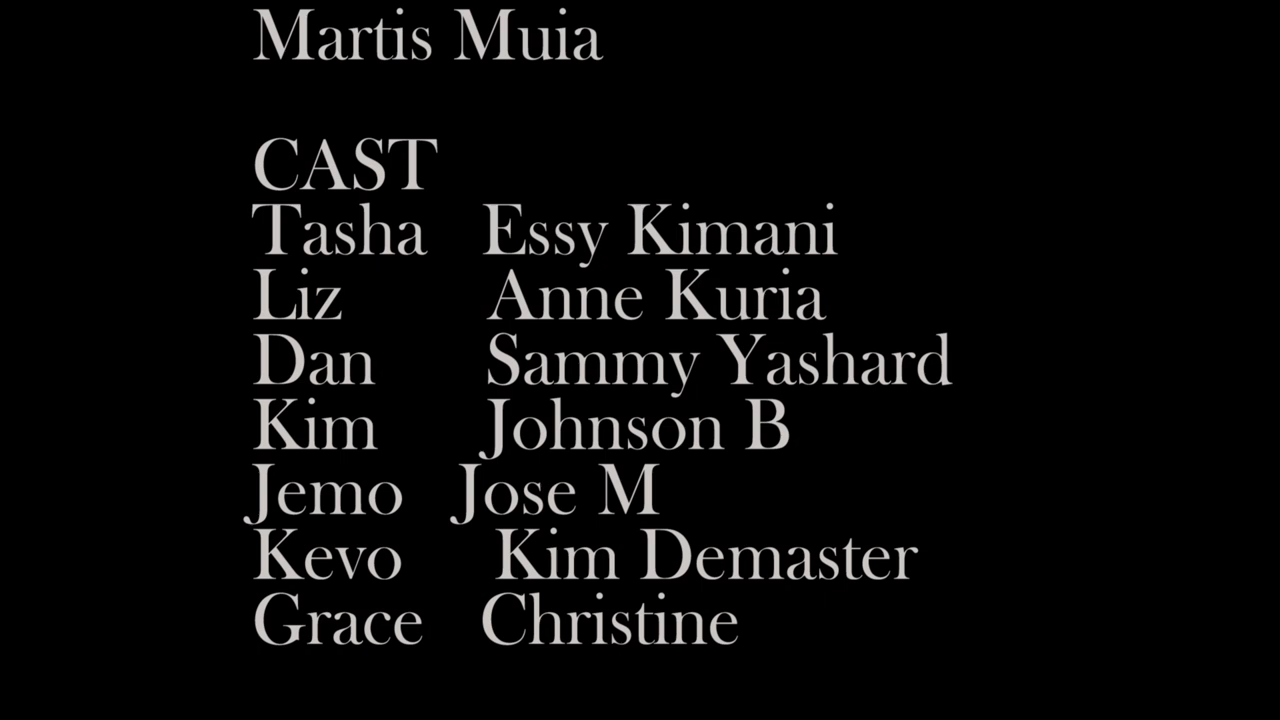 Martis Muia
CAST
Tasha Essy Kimani
Liz Anne Kuria
Dan Sammy Yashard
Kim Johnson B
Jemo Jose M
Kevo Kim Demaster
Grace Christine